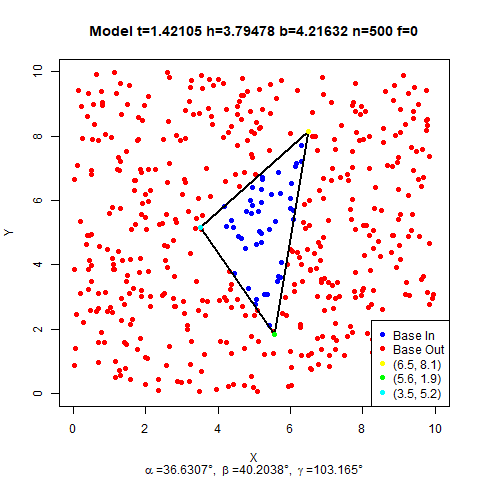 Model t=1.42105 h=3.79478 b=4.21632 n=500 f=0
10
8
6
Y
4
2
0
Base In
Base Out
(6.5, 8.1)
(5.6, 1.9)
(3.5, 5.2)
0 2 4 6 8 10
X
α=36.6307°, β=40.2038°, γ=103.165°